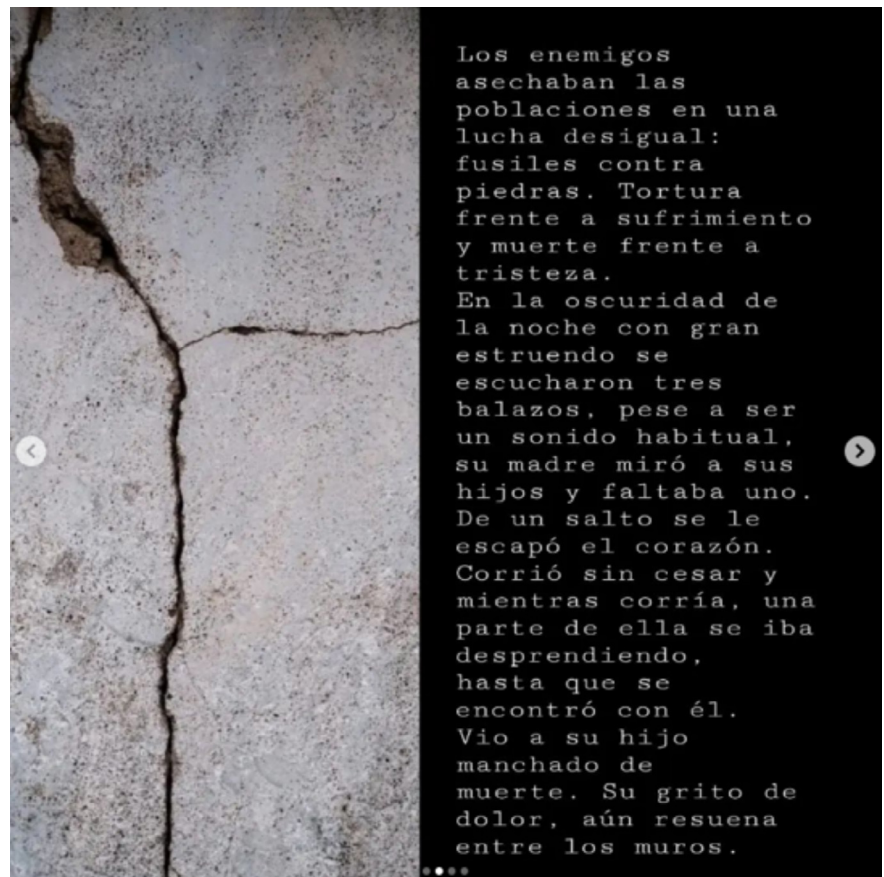 Los enemigos
asechaban las
poblaciones en una
lucha desigual:
fusiles contra
piedras. Tortura
frente a sufrimiento
y muerte frente a
tristeza.
En la oscuridad de
la noche con gran
estruendo se
escucharon tres
balazos, pese a ser
un sonido habitual,
su madre miró a sus
hijos y faltaba uno.
De un salto se le
escapó el corazón.
Corrió sin cesar y
mientras corría, una
parte de ella se iba
desprendiendo,
hasta que se
encontró con él.
Vio a su hijo
manchado de
muerte. Su grito de
dolor, aún resuena
entre los muros.